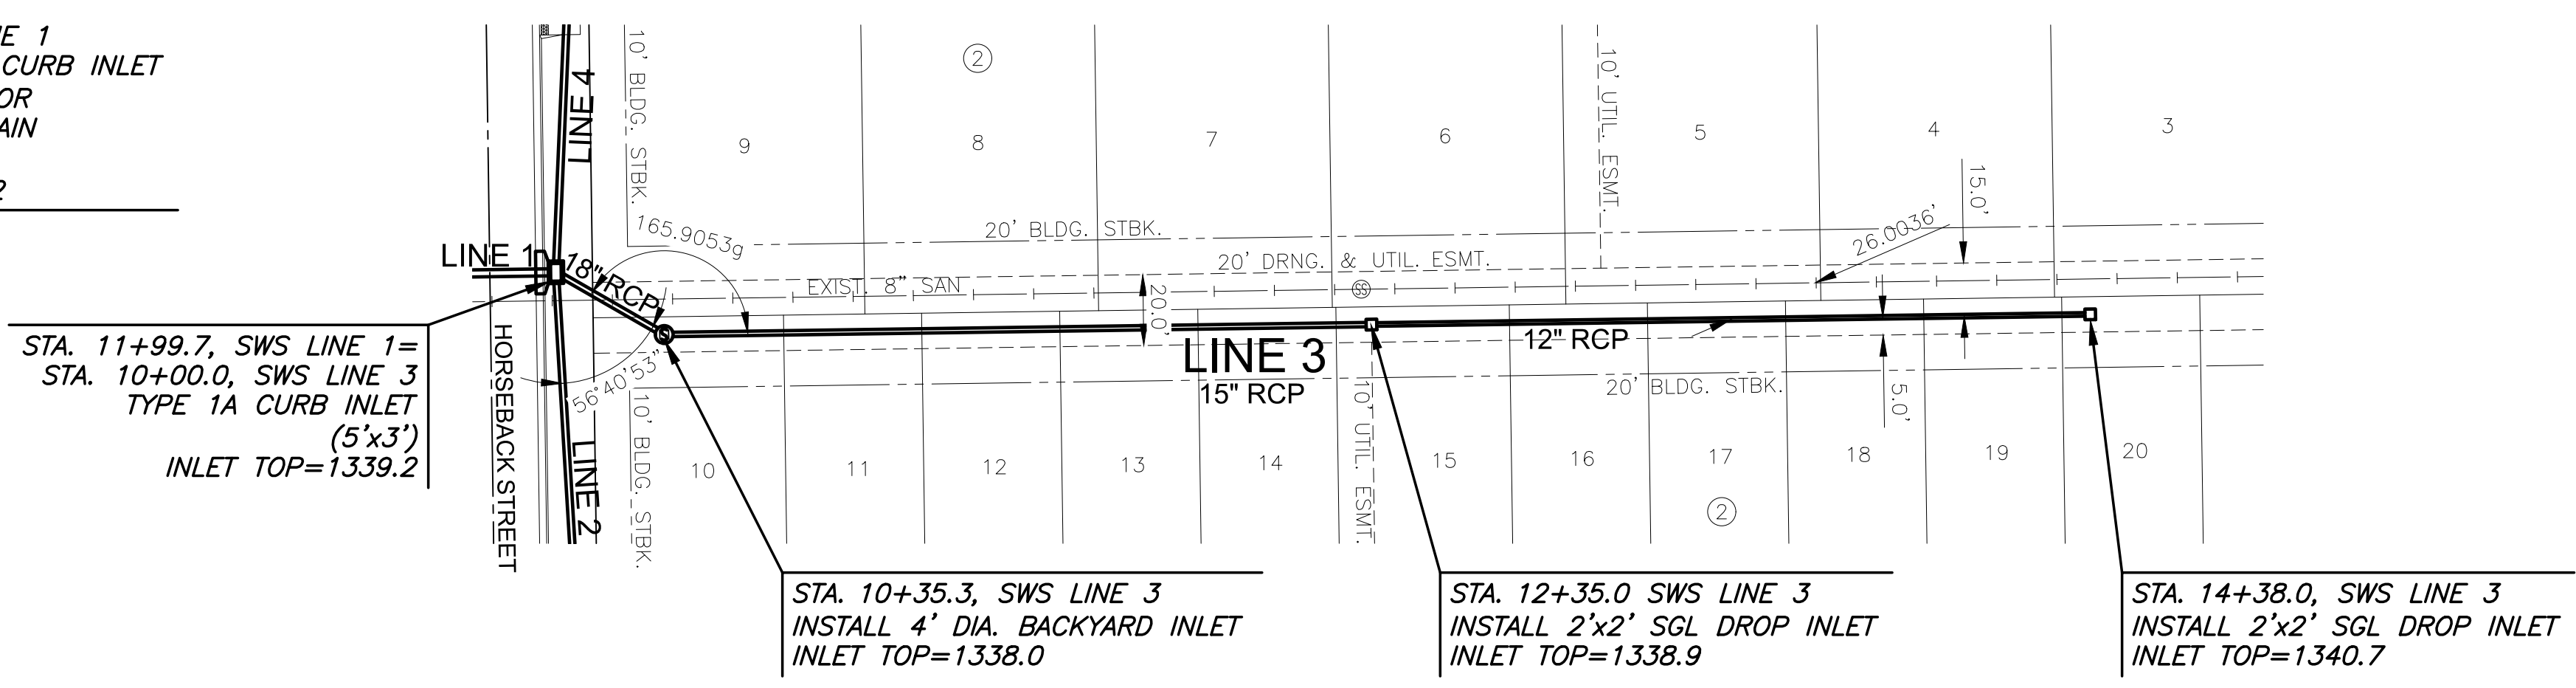 E 1
CURB INLET
OR
AIN
2
LINE 4
10' BLDG. STBK.
2
9
8
7
6
10' UTIL. ESMT.
5
4
3
15.0'
165.9053g
20' BLDG. STBK.
26.0036'
LINE 1
18" RCP
20' DRNG. & UTIL. ESMT.
EXIST. 8" SAN
SS
20.0'
S
STA. 11+99.7, SWS LINE 1=
STA. 10+00.0, SWS LINE 3
TYPE 1A CURB INLET
(5'x3')
INLET TOP=1339.2
HORSEBACK STREET
56°40'53"
LINE 2
10' BLDG. STBK.
LINE 3
15" RCP
12" RCP
10' UTIL. ESMT.
20' BLDG. STBK.
5.0'
10
11
12
13
14
15
16
17
18
19
20
2
STA. 10+35.3, SWS LINE 3
INSTALL 4' DIA. BACKYARD INLET
INLET TOP=1338.0
STA. 12+35.0 SWS LINE 3
INSTALL 2'x2' SGL DROP INLET
INLET TOP=1338.9
STA. 14+38.0, SWS LINE 3
INSTALL 2'x2' SGL DROP INLET
INLET TOP=1340.7